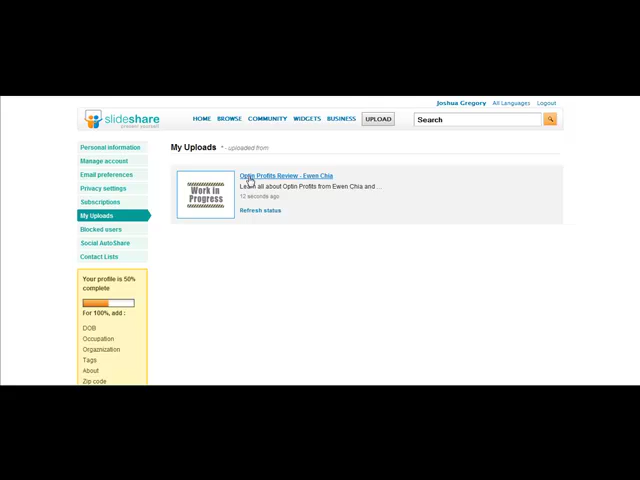 Joshua Gregory All Languages Logout
slideshare
present yourself
HOME BROWSE COMMUNITY WIDGETS BUSINESS UPLOAD Search
Personal information
Manage account
Email preferences
Privacy settings
Subscriptions
My Uploads
Blocked users
Social AutoShare
Contact Lists
Your profile is 50%
complete
For 100%, add :
DOB
Occupation
Orgaznization
Tags
About
Zip code
My Uploads * - uploaded from
Work in
Progress
Optin Profits Review - Ewen Chia
Learn all about Optin Profits from Ewen Chia and ...
12 seconds ago
Refresh status